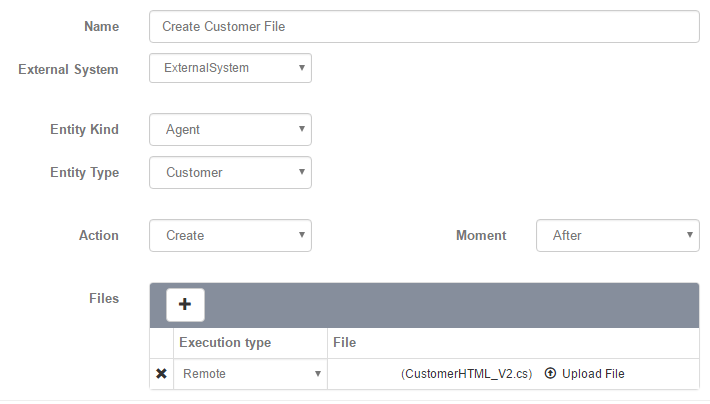 Name Create Customer File
External System ExternalSystem
Entity Kind Agent
Entity Type Customer
Action Create Moment After
Files
Execution type File
Remote (CustomerHTML_V2.cs) Upload File